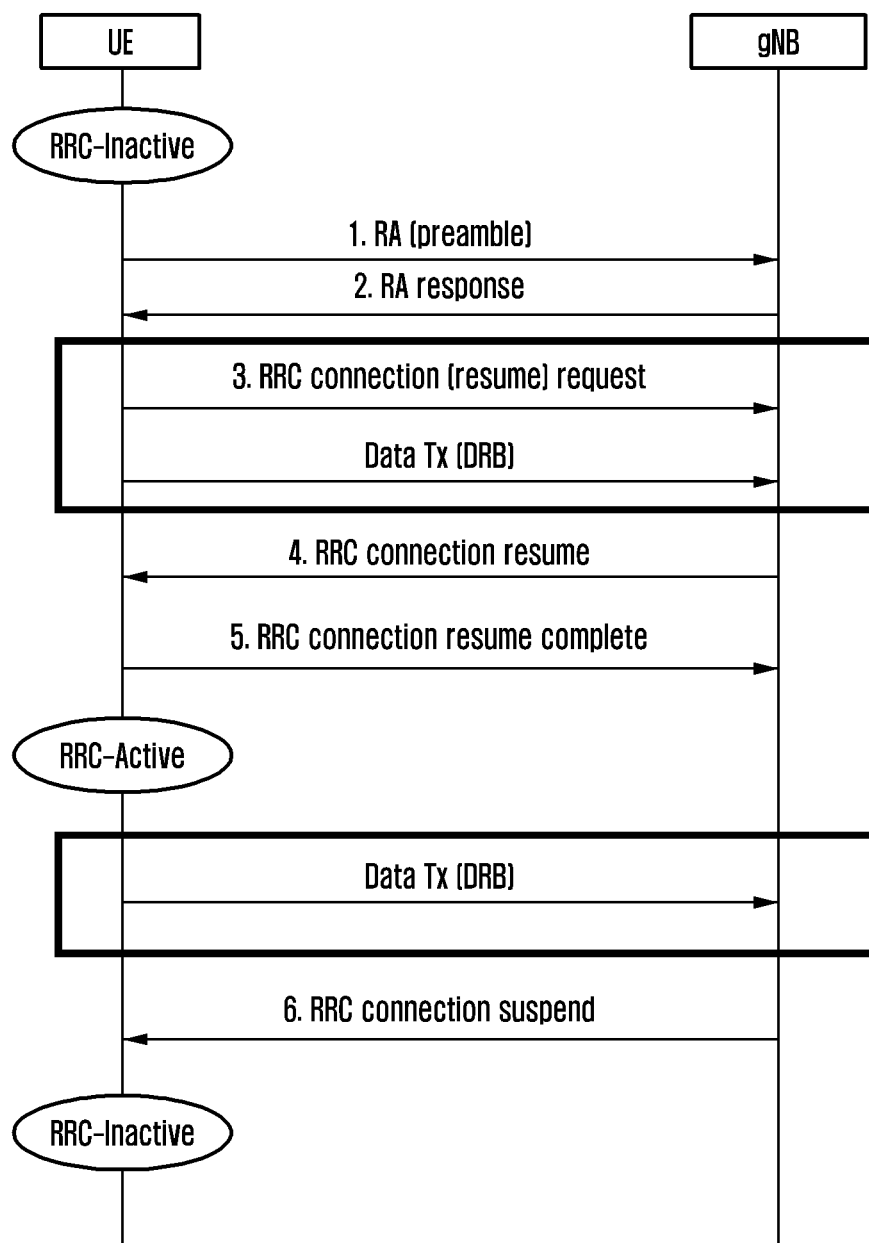 UE
gNB
RRC-Inactive
1. RA (preamble)
2. RA response
3. RRC connection (resume) request
Data Tx (DRB)
4. RRC connection resume
5. RRC connection resume complete
RRC-Active
Data Tx (DRB)
6. RRC connection suspend
RRC-Inactive